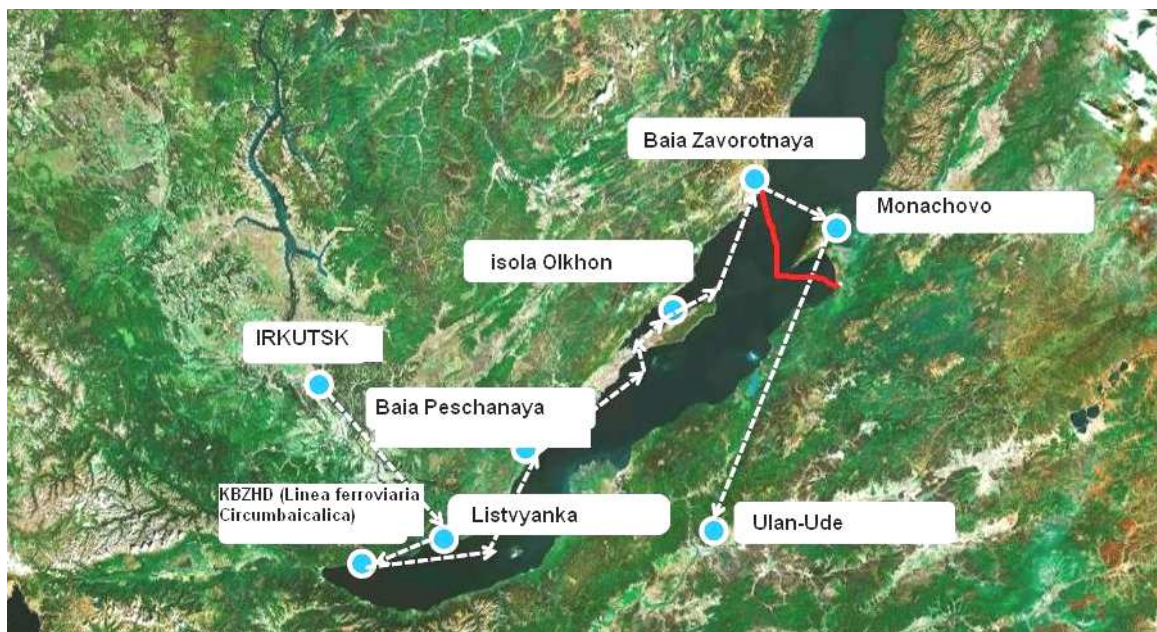 Baia Zavorotnaya
Monachovo
isola Olkhon
IRKUTSK
Baia Peschanaya
KBZHD (Linea ferroviaria
Circumbaicalica)
Listvyanka
Ulan-Ude